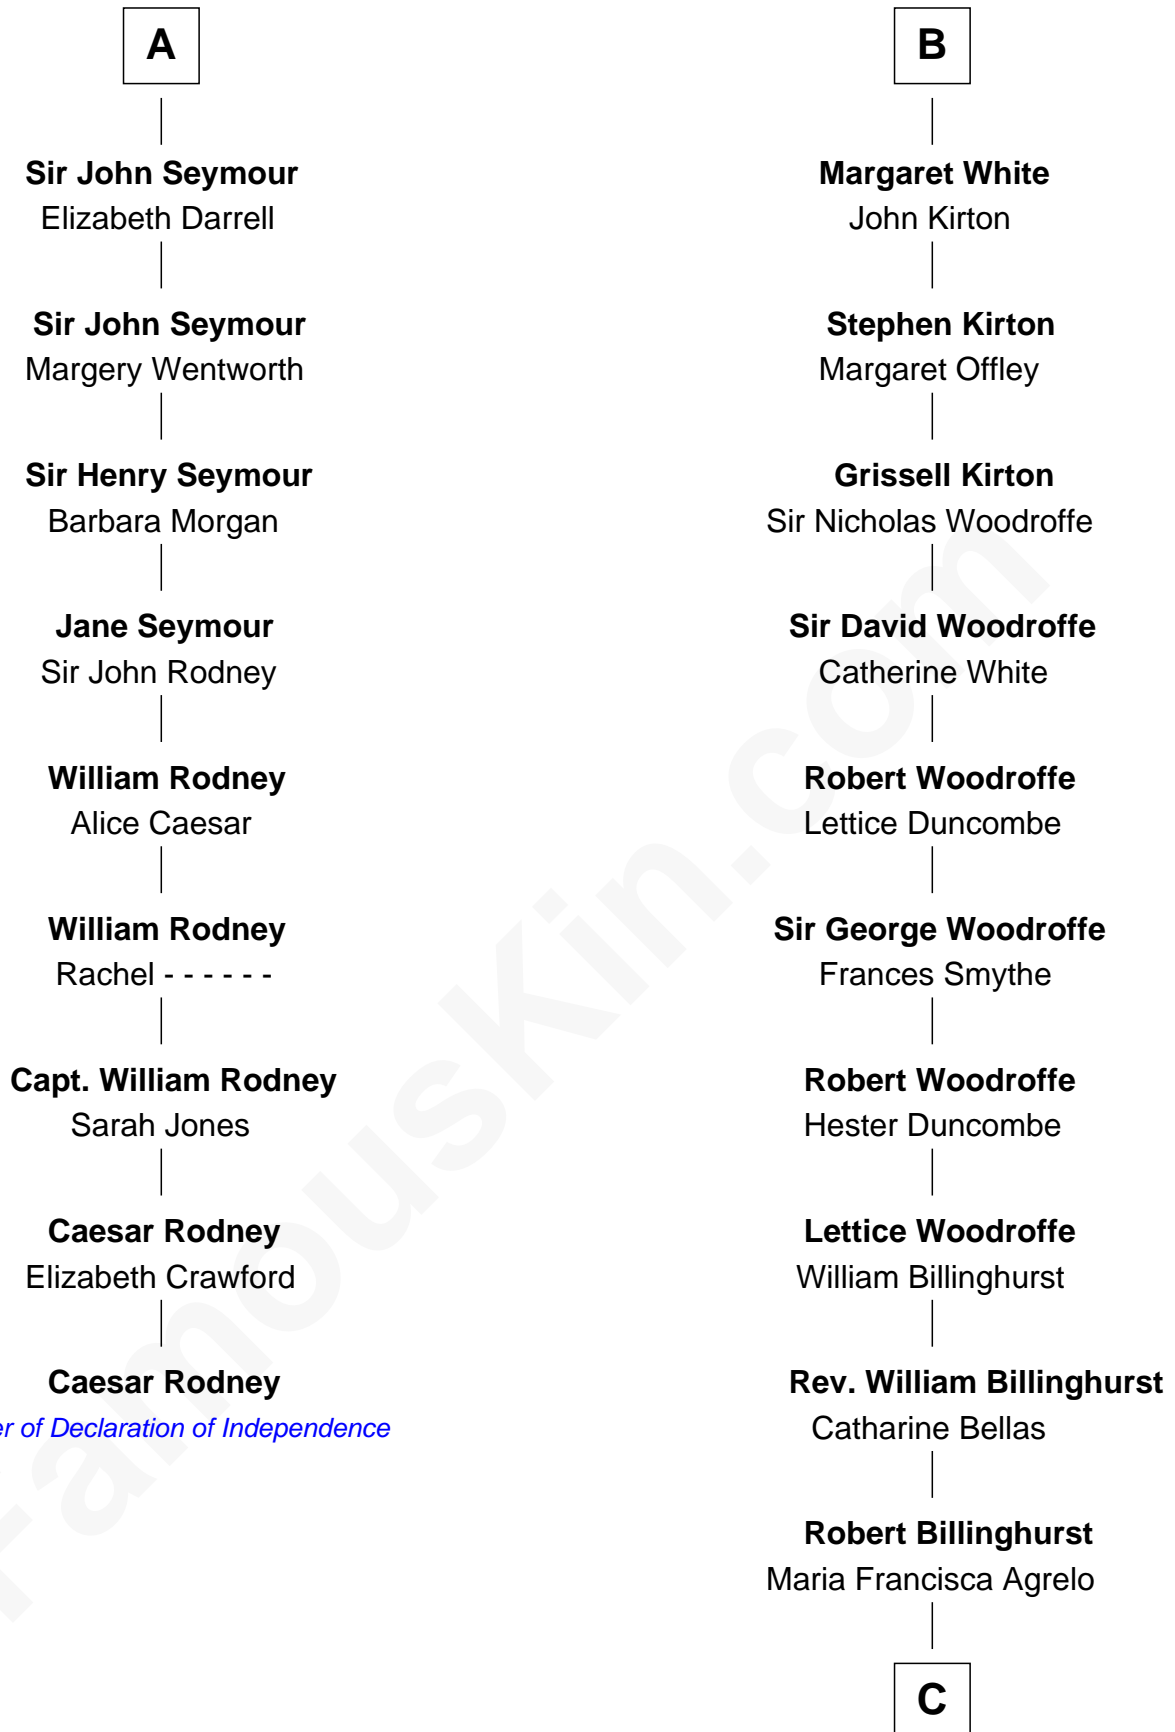 A
Sir John Seymour
Elizabeth Darrell
Sir John Seymour
Margery Wentworth
Sir Henry Seymour
Barbara Morgan
Jane Seymour
Sir John Rodney
William Rodney
Alice Caesar
William Rodney
Rachel - - - - - -
Capt. William Rodney
Sarah Jones
Caesar Rodney
Elizabeth Crawford
Caesar Rodney
er of Declaration of Independence
B
Margaret White
John Kirton
Stephen Kirton
Margaret Offley
Grissell Kirton
Sir Nicholas Woodroffe
Sir David Woodroffe
Catherine White
Robert Woodroffe
Lettice Duncombe
Sir George Woodroffe
Frances Smythe
Robert Woodroffe
Hester Duncombe
Lettice Woodroffe
William Billinghurst
Rev. William Billinghurst
Catharine Bellas
Robert Billinghurst
Maria Francisca Agrelo
C
FamousKin.com